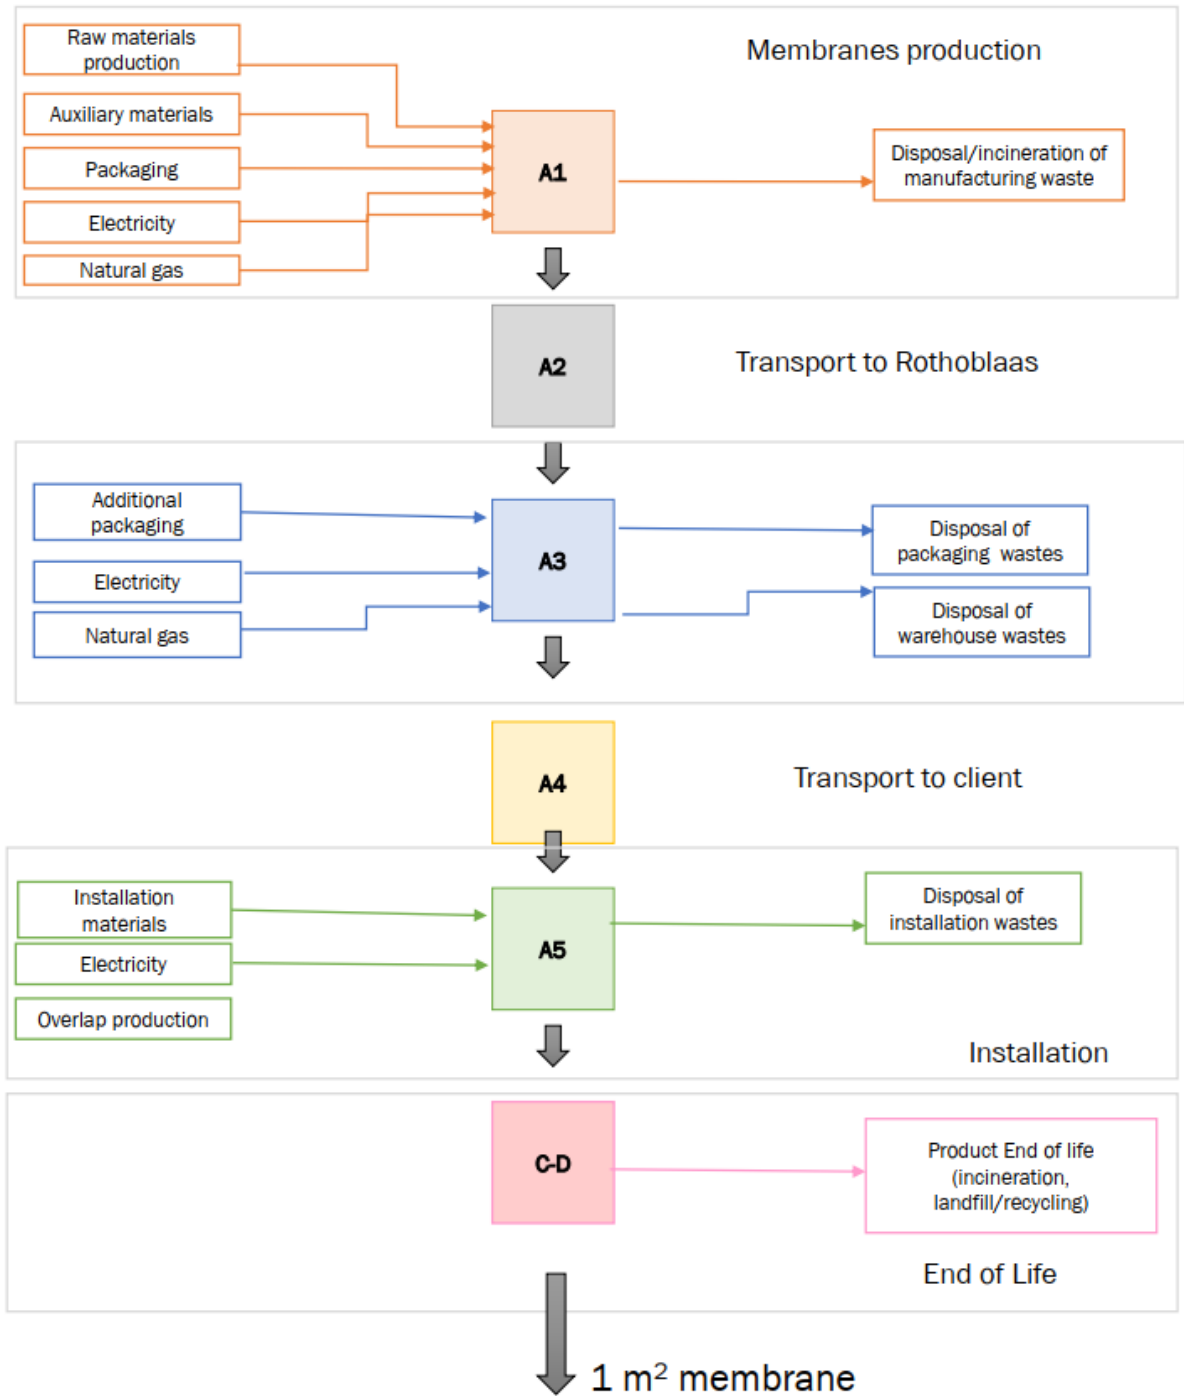 Raw materials
production
Membranes production
Auxiliary materials
A1
Disposal/incineration of
manufacturing waste
Packaging
Electricity
Natural gas
A2
Transport to Rothoblaas
Additional
packaging
A3
Disposal of
packaging wastes
Electricity
Natural gas
Disposal of
warehouse wastes
A4
Transport to client
Installation
materials
Disposal of
installation wastes
A5
Electricity
Overlap production
Installation
C-D
Product End of life
(incineration,
landfill/recycling)
End of Life
1 m² membrane